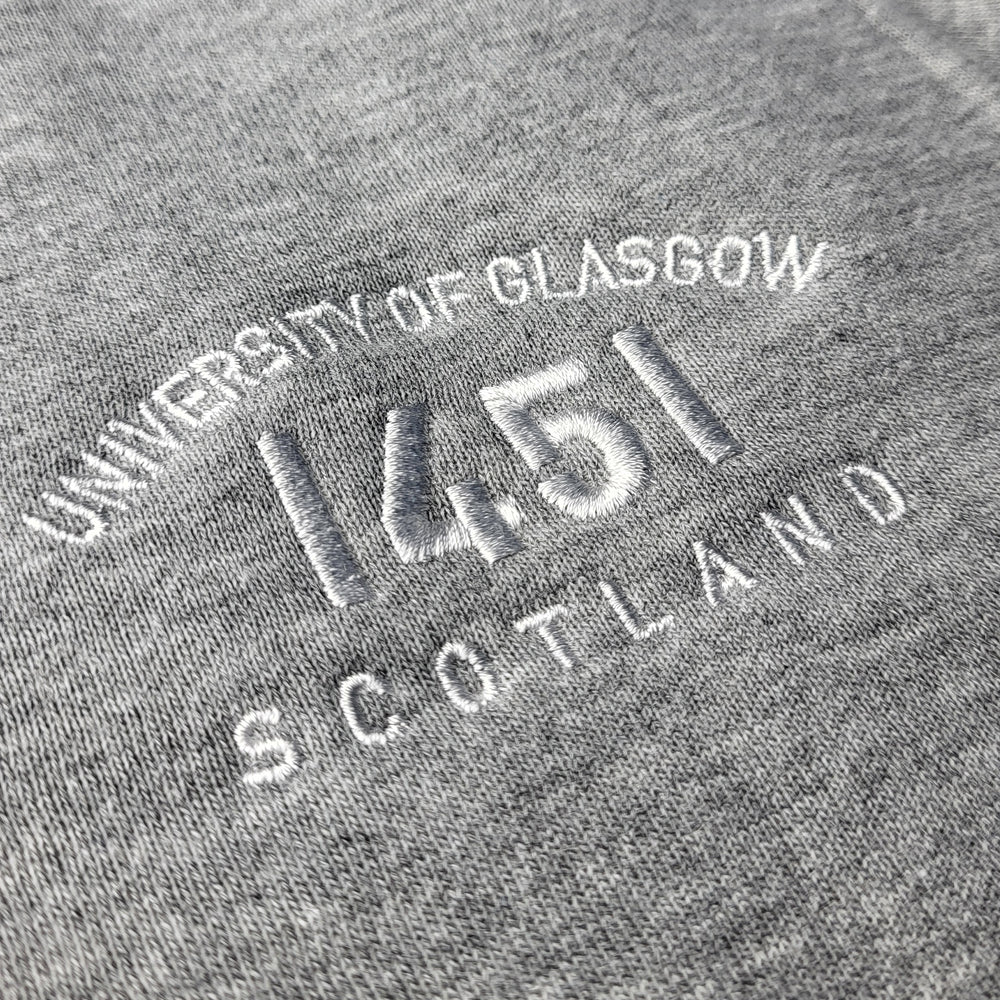 UNIVERSITY OF GLASGOW
1451
SCOTLAND